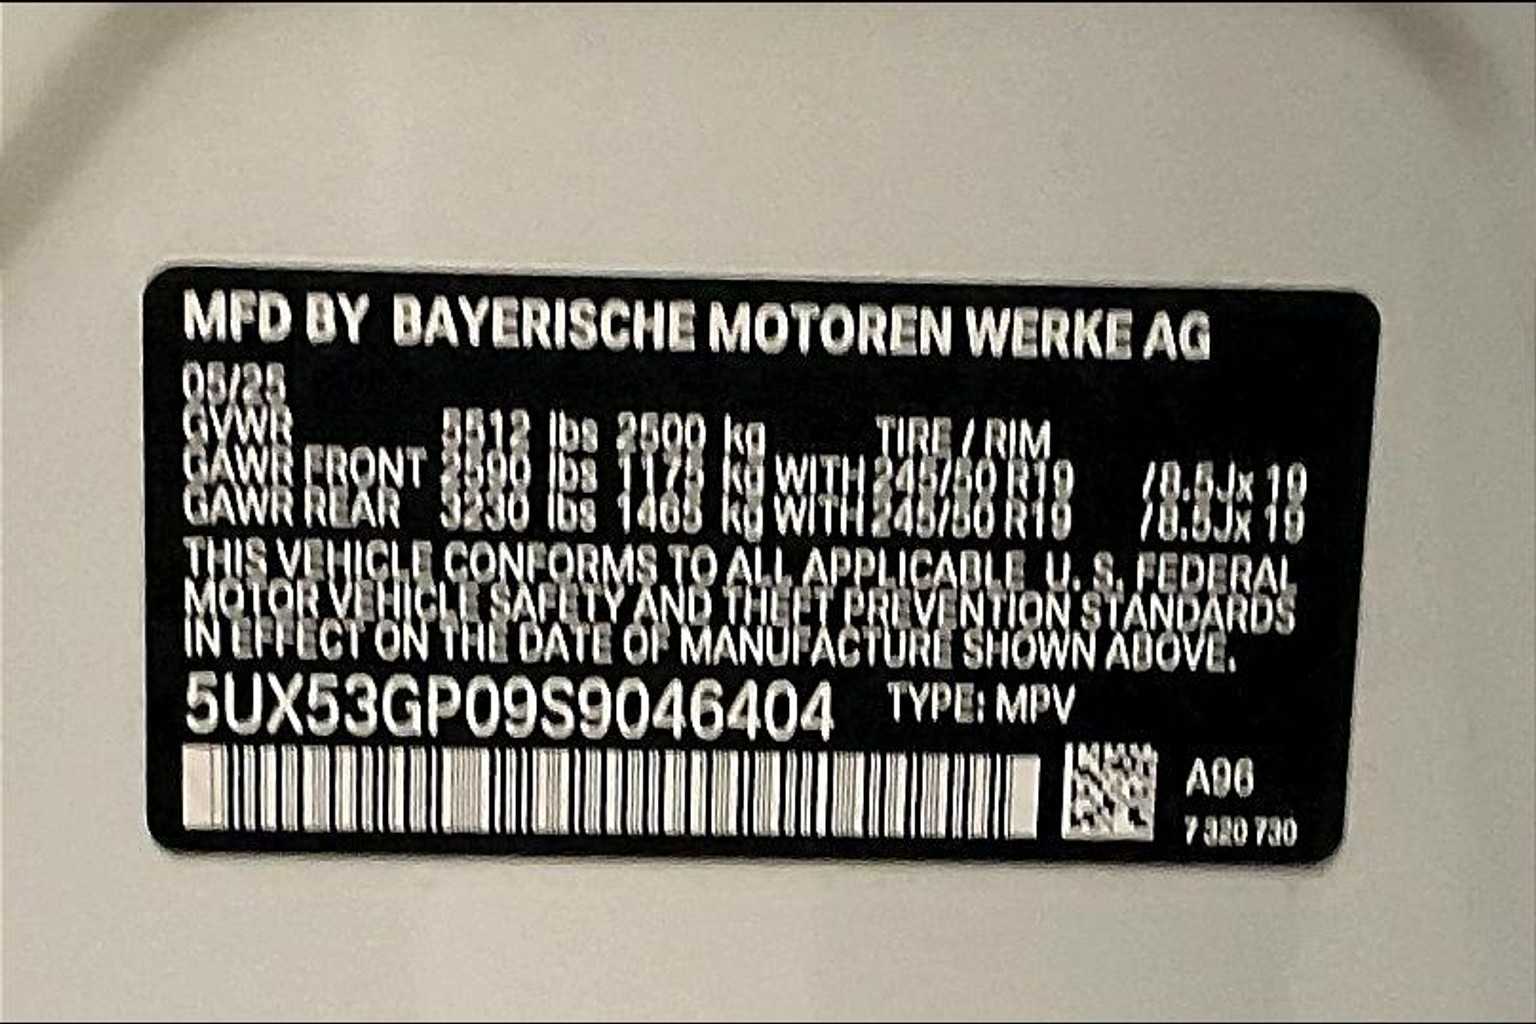 MFD BY BAYERISCHE MOTOREN WERKE AG
05/25
GVWR 5512 lbs 2500 kg TIRE / RIM
GAWR FRONT 2590 lbs 1175 kg WITH 245/50 R19 /8.5Jx 19
GAWR REAR 3230 lbs 1465 kg WITH 245/50 R19 /8.5Jx 19
THIS VEHICLE CONFORMS TO ALL APPLICABLE U. S. FEDERAL
MOTOR VEHICLE SAFETY AND THEFT PREVENTION STANDARDS
IN EFFECT ON THE DATE OF MANUFACTURE SHOWN ABOVE.
5UX53GP09S9046404 TYPE: MPV
A96
7 320 730